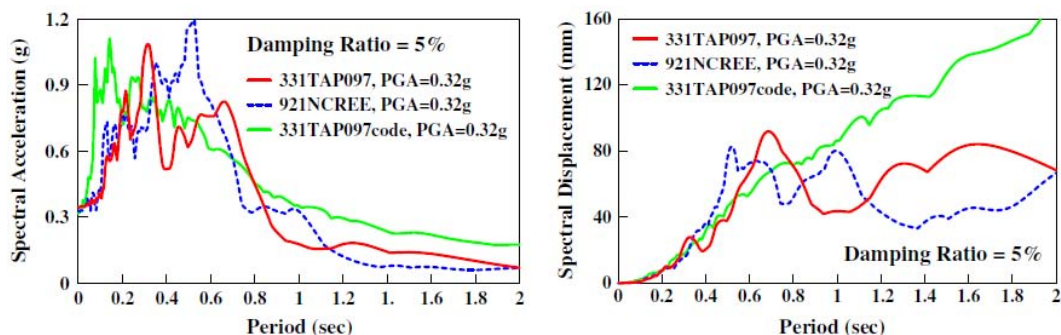 Spectral Acceleration (g)
1.2
0.9
0.6
0.3
0
Damping Ratio = 5%
331TAP097, PGA=0.32g
921NCREE, PGA=0.32g
331TAP097code, PGA=0.32g
0 0.2 0.4 0.6 0.8 1 1.2 1.4 1.6 1.8 2
Period (sec)
Spectral Displacement (mm)
160
120
80
40
0
331TAP097, PGA=0.32g
921NCREE, PGA=0.32g
331TAP097code, PGA=0.32g
Damping Ratio = 5%
0 0.2 0.4 0.6 0.8 1 1.2 1.4 1.6 1.8 2
Period (sec)